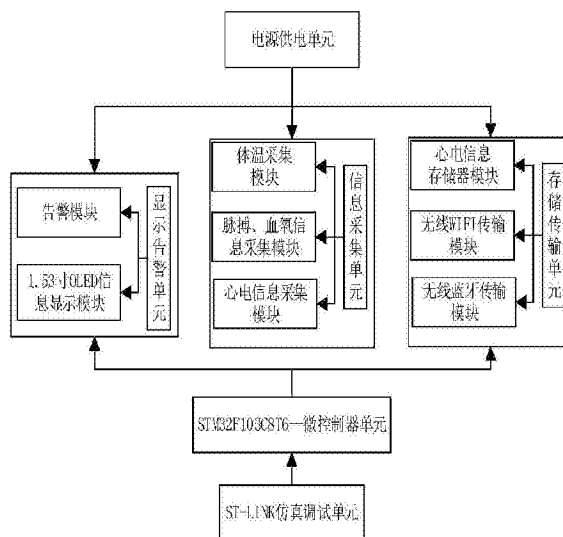 电源供电单元
告警模块
1.53寸OLED信
息显示模块
显示告警单元
体温采集
模块
脉搏、血氧信
息采集模块
心电信息采集
模块
信息采集单元
心电信息
存储器模块
无线WIFI传输
模块
无线蓝牙传输
模块
存储传输单元
STM32F103C8T6一微控制器单元
ST-LINK仿真调试单元